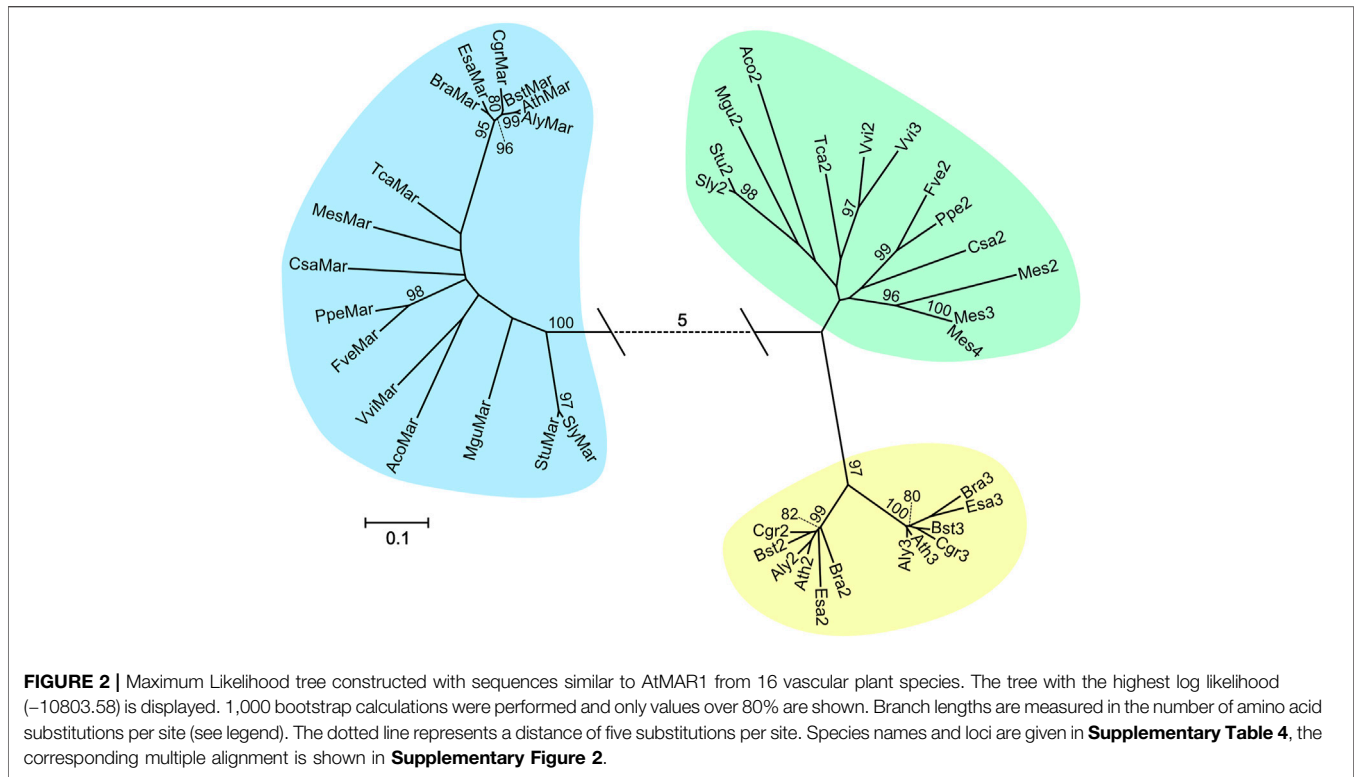 CgrMar
EsaMar
BraMar
80
BstMar
AthMar
99
AlyMar
95
96
TcaMar
MesMar
CsaMar
98
PpeMar
FveMar
VviMar
AcoMar
MguMar
100
97
StuMar
SlyMar
0.1
5
Aco2
Mgu2
Stu2
Sly2
98
Tca2
Vvi2
Vvi3
97
Fve2
Ppe2
99
Csa2
Mes2
96
100
Mes3
Mes4
97
82
99
Cgr2
Bst2
Aly2
Ath2
Esa2
Bra2
100
80
Bra3
Esa3
Bst3
Cgr3
Ath3
Aly3
FIGURE 2 | Maximum Likelihood tree constructed with sequences similar to AtMAR1 from 16 vascular plant species. The tree with the highest log likelihood
(−10803.58) is displayed. 1,000 bootstrap calculations were performed and only values over 80% are shown. Branch lengths are measured in the number of amino acid
substitutions per site (see legend). The dotted line represents a distance of five substitutions per site. Species names and loci are given in Supplementary Table 4, the
corresponding multiple alignment is shown in Supplementary Figure 2.